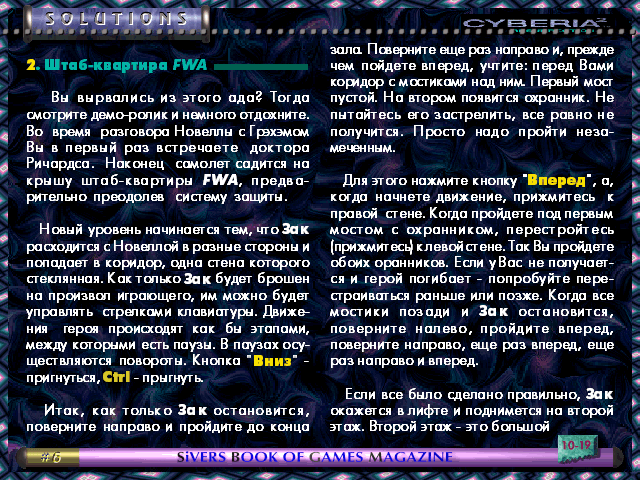 SOLUTIONS
CYBERIA²
2. Штаб-квартира FWA
Вы вырвались из этого ада? Тогда
смотрите демо-ролик и немного отдохните.
Во время разговора Новеллы с Грэхэмом
Вы в первый раз встречаете доктора
Ричардса. Наконец самолет садится на
крышу штаб-квартиры FWA, предва-
рительно преодолев систему защиты.
Новый уровень начинается тем, что Зак
расходится с Новеллой в разные стороны и
попадает в коридор, одна стена которого
стеклянная. Как только Зак будет брошен
на произвол играющего, им можно будет
управлять стрелками клавиатуры. Движе-
ния героя происходят как бы этапами,
между которыми есть паузы. В паузах осу-
ществляются повороты. Кнопка "Вниз" -
пригнуться, Ctrl - прыгнуть.
Итак, как только Зак остановится,
поверните направо и пройдите до конца
зала. Поверните еще раз направо и, прежде
чем пойдете вперед, учтите: перед Вами
коридор с мостиками над ним. Первый мост
пустой. На втором появится охранник. Не
пытайтесь его застрелить, все равно не
получится. Просто надо пройти неза-
меченным.
Для этого нажмите кнопку "Вперед", а,
когда начнете движение, прижмитесь к
правой стене. Когда пройдете под первым
мостом с охранником, перестройтесь
(прижмитесь) к левой стене. Так Вы пройдете
обоих оранников. Если у Вас не получает-
ся и герой погибает - попробуйте пере-
страиваться раньше или позже. Когда все
мостики позади и Зак остановится,
поверните налево, пройдите вперед,
поверните направо, еще раз вперед, еще
раз направо и вперед.
Если все было сделано правильно, Зак
окажется в лифте и поднимется на второй
этаж. Второй этаж - это большой
10-19
#6
SIVERS BOOK OF GAMES MAGAZINE